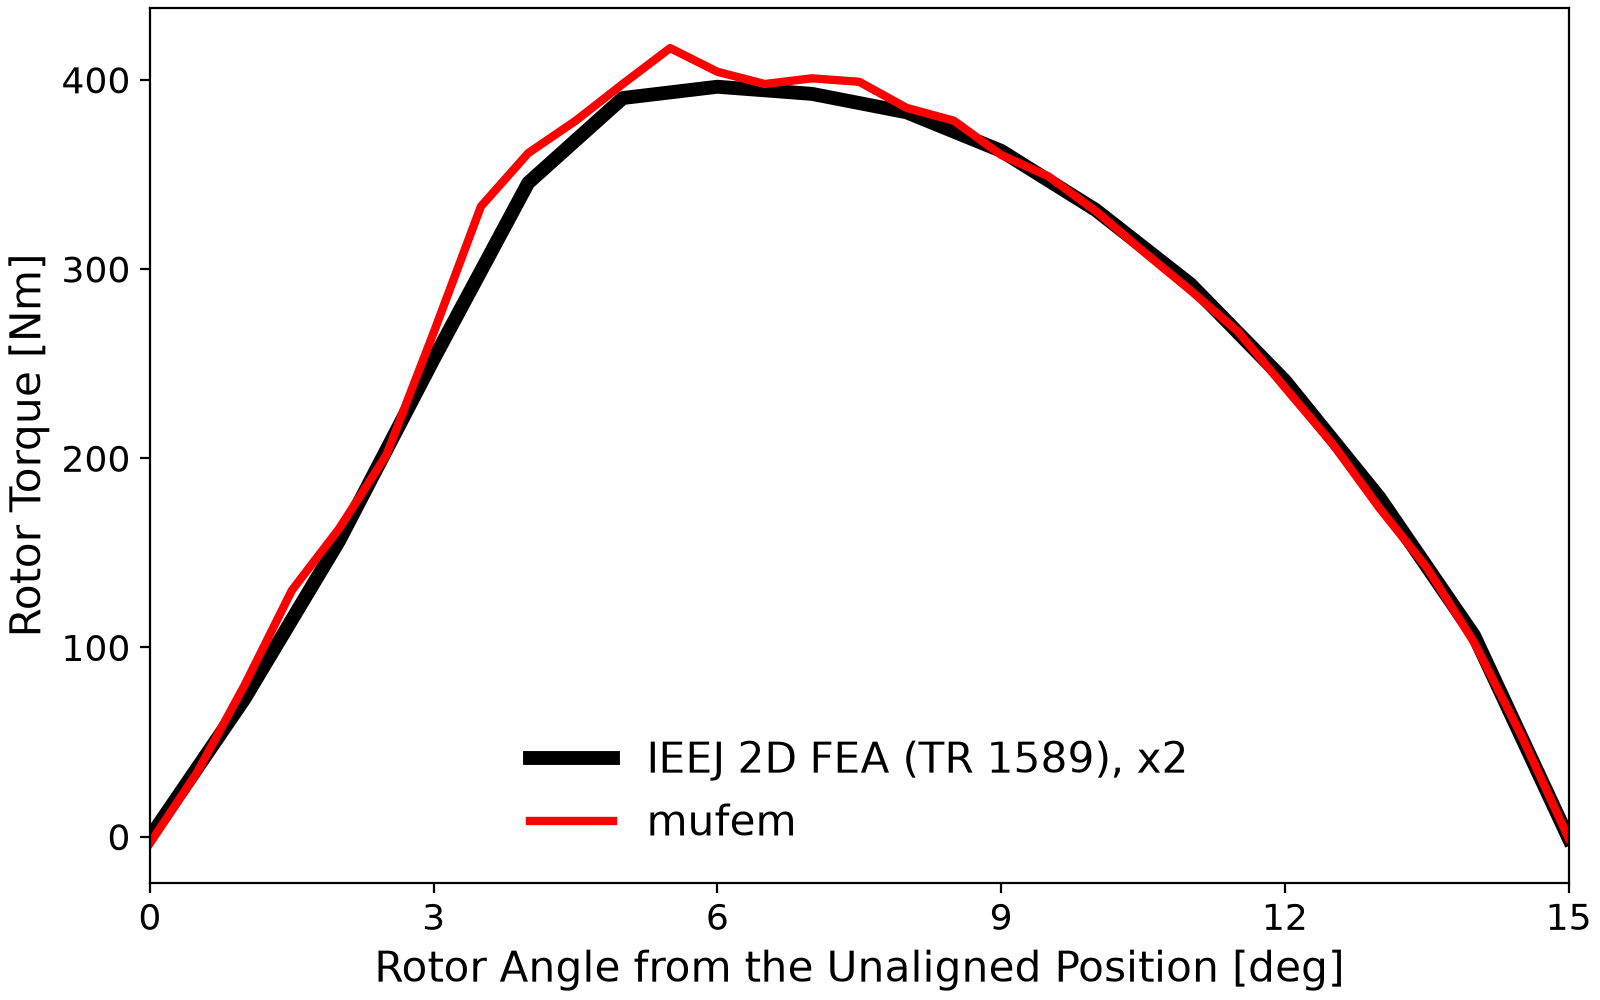 400
300
200
100
0
Rotor Torque [Nm]
IEEJ 2D FEA (TR 1589), x2
mufem
0 3 6 9 12 15
Rotor Angle from the Unaligned Position [deg]